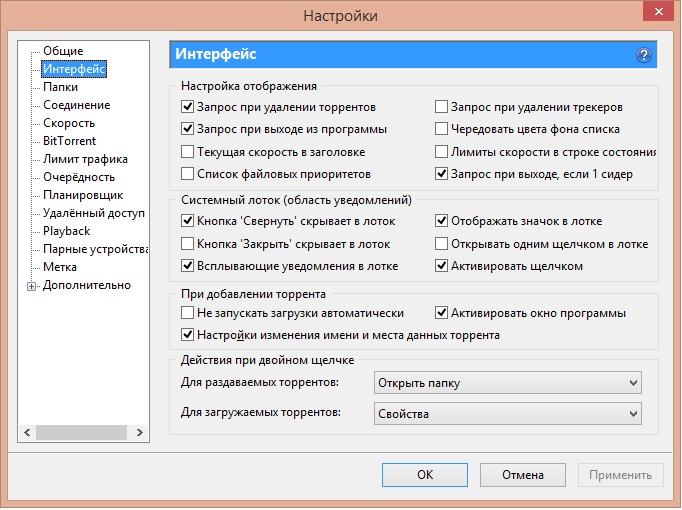 Настройки
Общие
Интерфейс
Папки
Соединение
Скорость
BitTorrent
Лимит трафика
Очерёдность
Планировщик
Удалённый доступ
Playback
Парные устройства
Метка
Дополнительно
Интерфейс
Настройка отображения
Запрос при удалении торрентов
Запрос при удалении трекеров
Запрос при выходе из программы
Чередовать цвета фона списка
Текущая скорость в заголовке
Лимиты скорости в строке состояния
Список файловых приоритетов
Запрос при выходе, если 1 сидер
Системный лоток (область уведомлений)
Кнопка 'Свернуть' скрывает в лоток
Отображать значок в лотке
Кнопка 'Закрыть' скрывает в лоток
Открывать одним щелчком в лотке
Всплывающие уведомления в лотке
Активировать щелчком
При добавлении торрента
Не запускать загрузки автоматически
Активировать окно программы
Настройки изменения имени и места данных торрента
Действия при двойном щелчке
Для раздаваемых торрентов:
Открыть папку
Для загружаемых торрентов:
Свойства
OK
Отмена
Применить